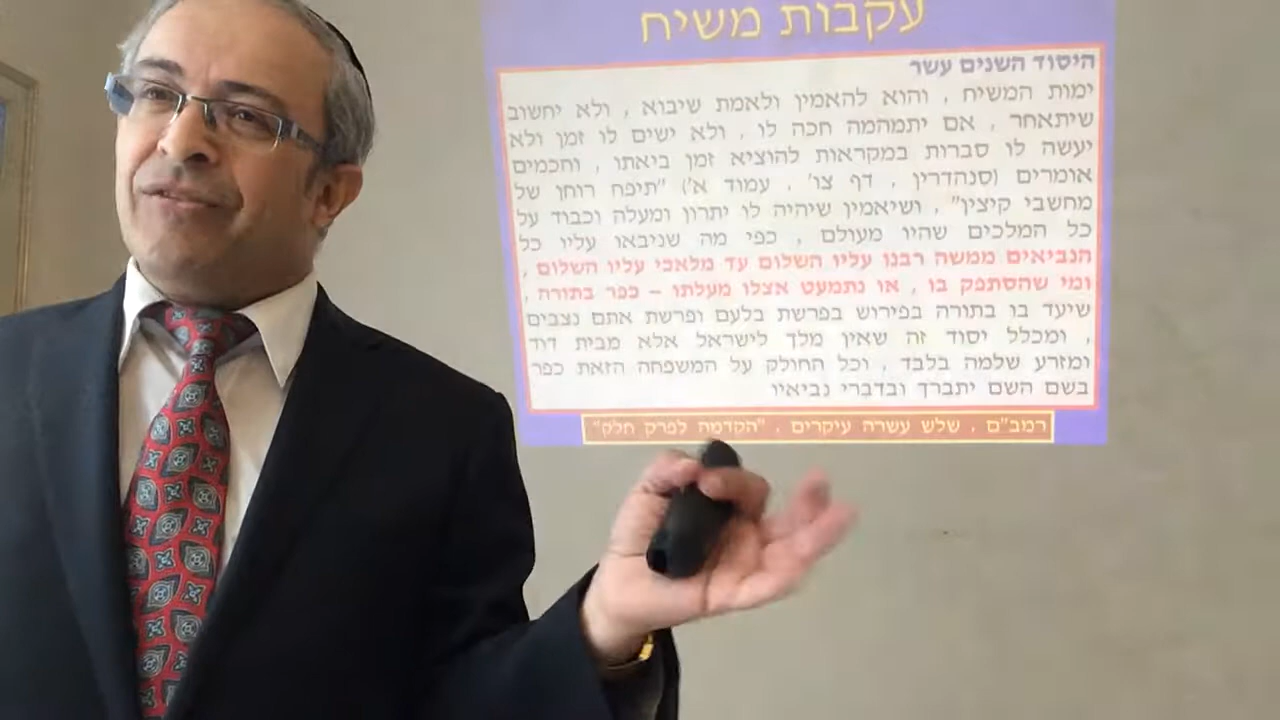 עקבות משיח
היסוד השנים עשר
ימות המשיח , והוא להאמין ולאמת שיבוא , ולא יחשוב
שיתאחר , אם יתמהמה חכה לו , ולא ישים לו זמן ולא
יעשה לו סברות במקראות להוציא זמן ביאתו , וחכמים
אומרים (סנהדרין , דף צו' , עמוד א') "תיפח רוחן של
מחשבי קיצין" , ושיאמין שיהיה לו יתרון ומעלה וכבוד על
כל המלכים שהיו מעולם , כפי מה שניבאו עליו כל
הנביאים ממשה רבנו עליו השלום עד מלאכי עליו השלום ,
ומי שהסתפק בו , או נתמעט אצלו מעלתו – כפר בתורה ,
שיעד בו בתורה בפירוש בפרשת בלעם ופרשת אתם נצבים
, ומכלל יסוד זה שאין מלך לישראל אלא מבית דוד
ומזרע שלמה בלבד , וכל החולק על המשפחה הזאת כפר
בשם השם יתברך ובדברי נביאיו
רמב"ם , שלש עשרה עיקרים , "הקדמה לפרק חלק"